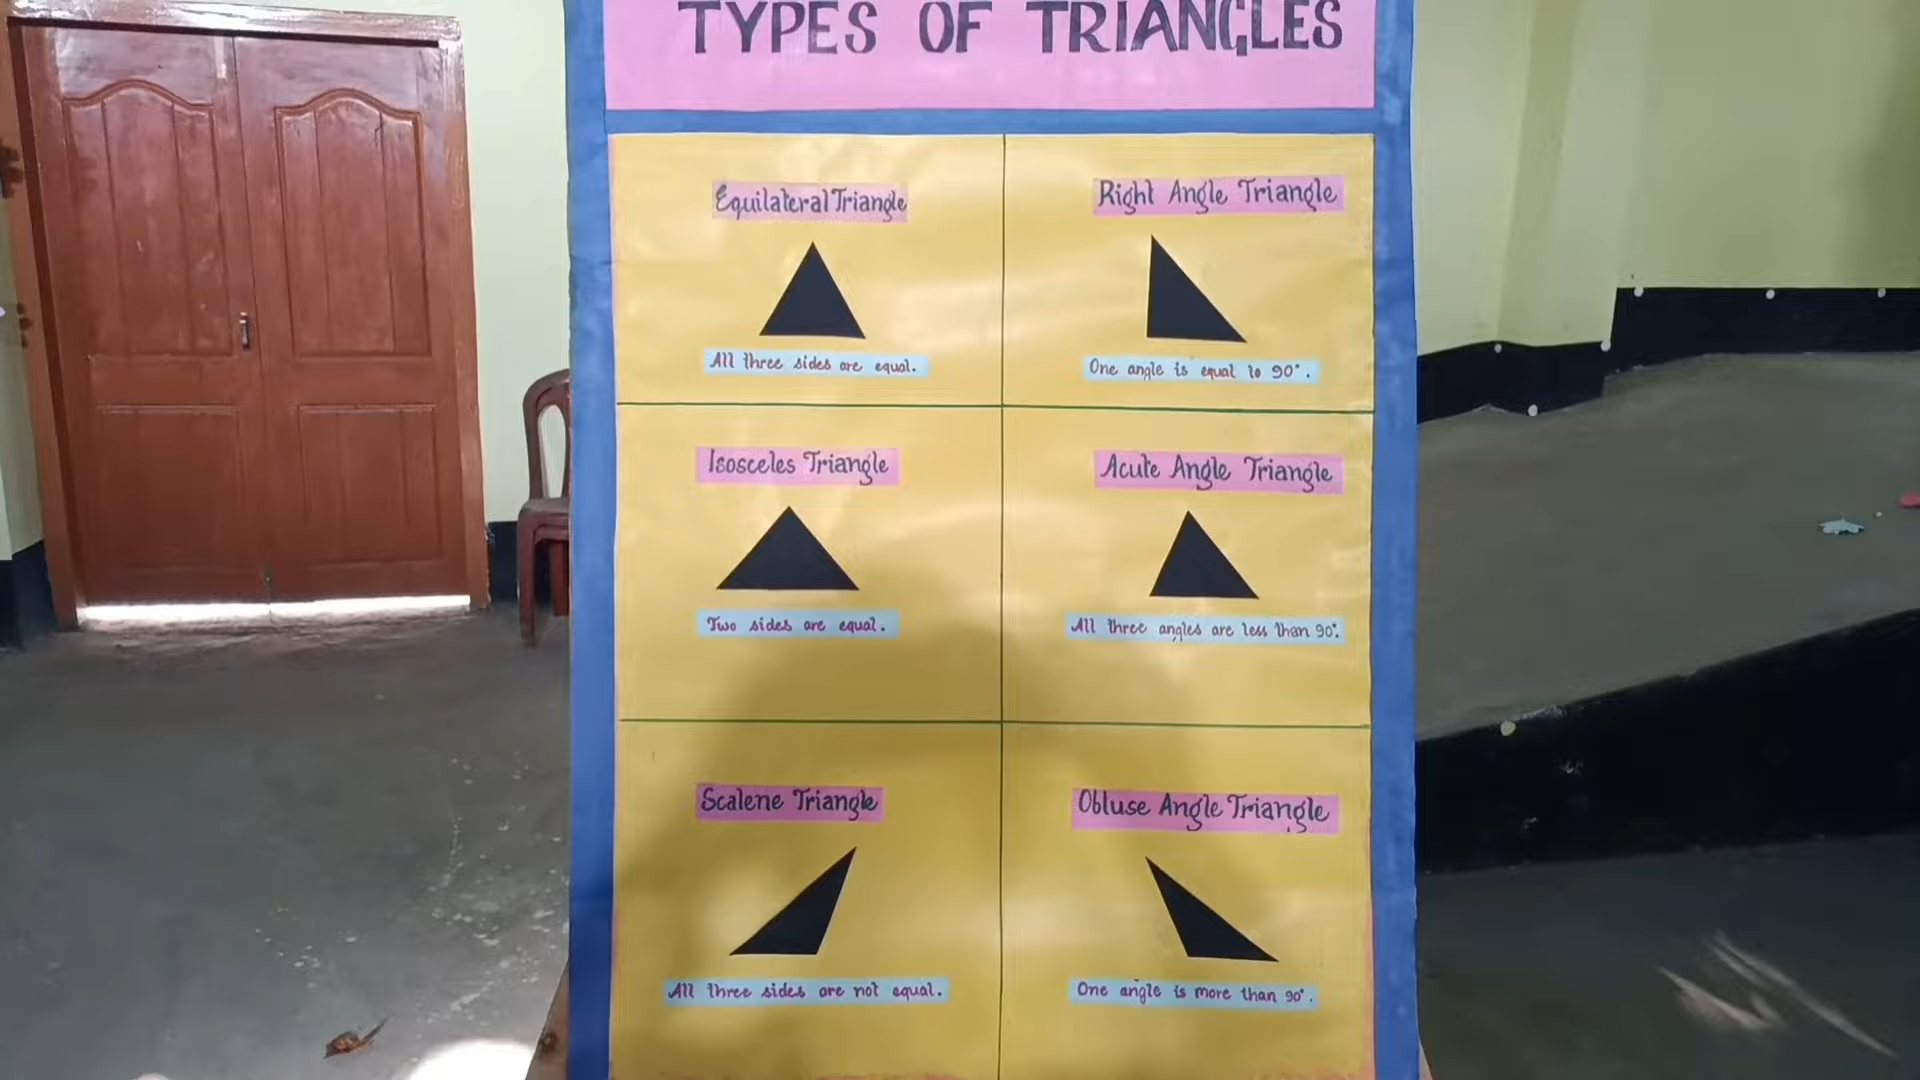 TYPES OF TRIANGLES
Equilateral Triangle
All three sides are equal.
Right Angle Triangle
One angle is equal to 90°.
Isosceles Triangle
Two sides are equal.
Acute Angle Triangle
All three angles are less than 90°.
Scalene Triangle
All three sides are not equal.
Obtuse Angle Triangle
One angle is more than 90°.